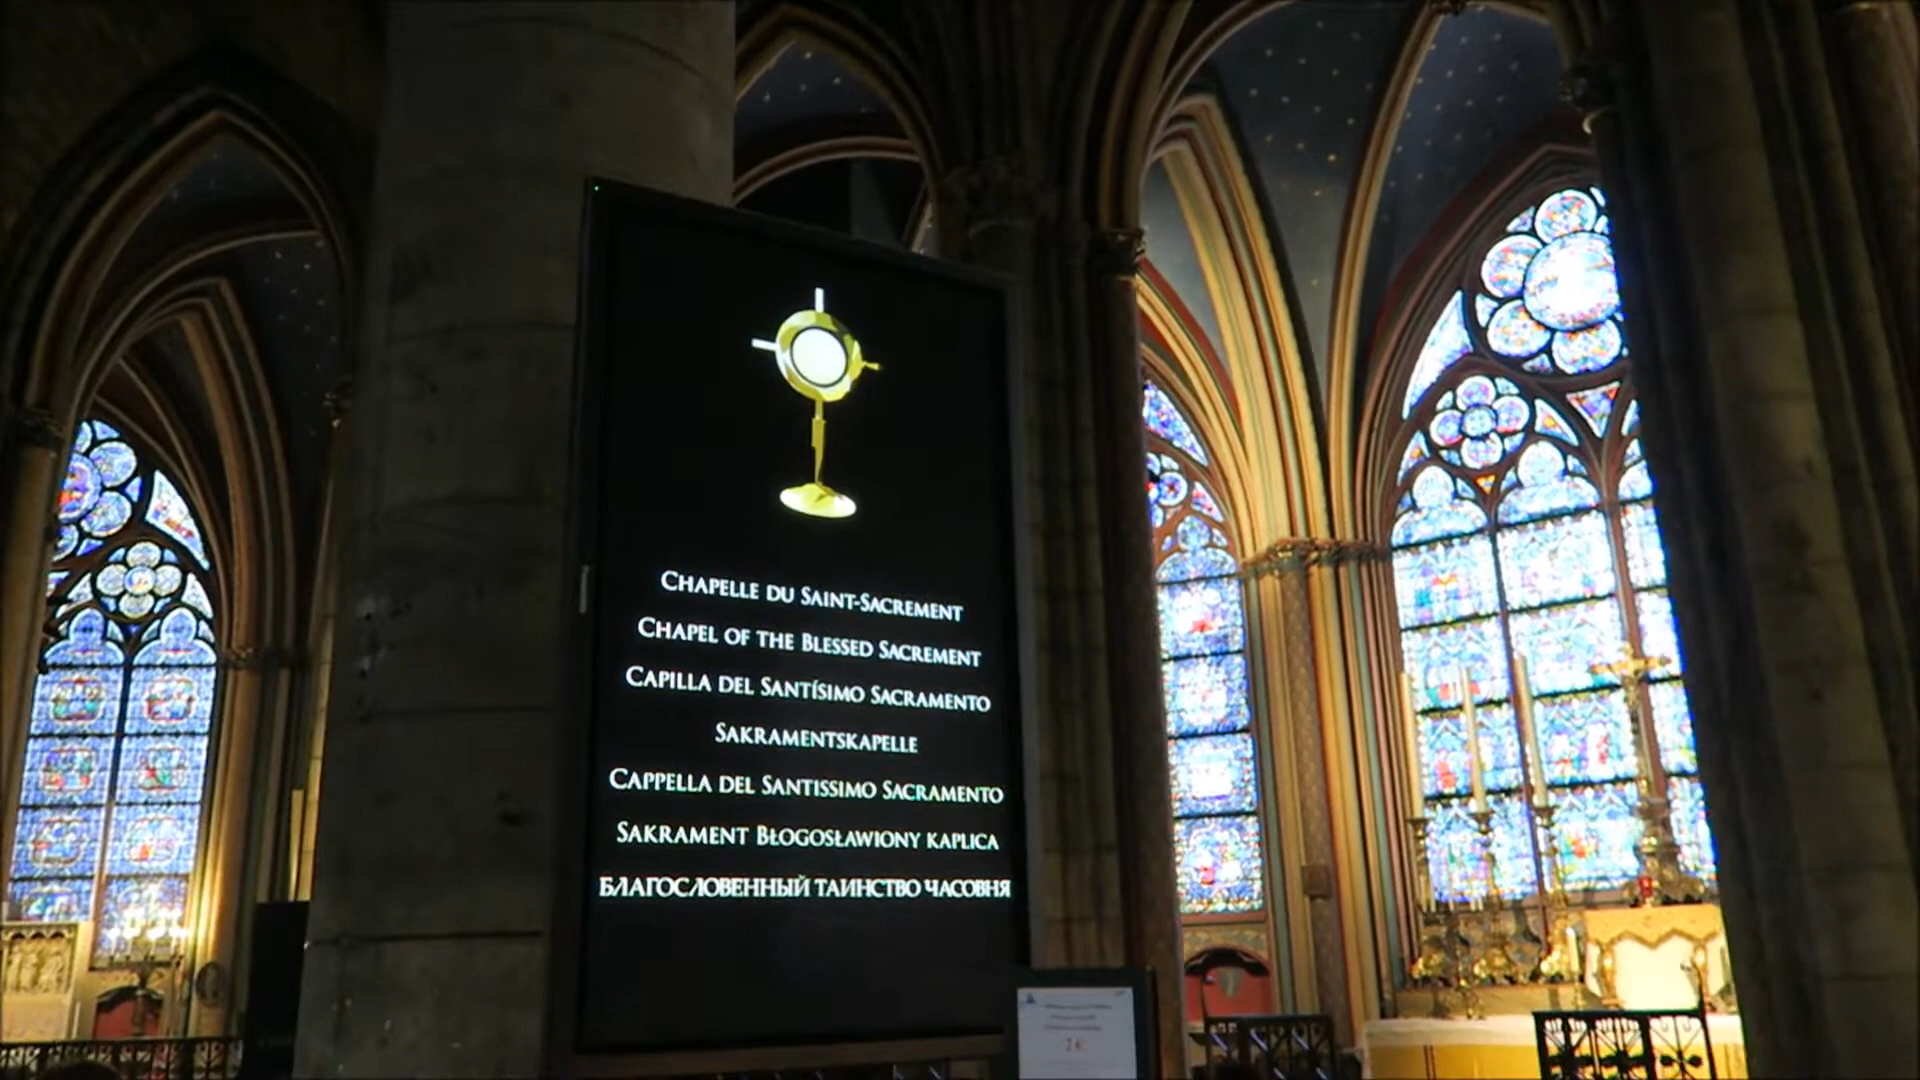 Chapelle du Saint-Sacrement
Chapel of the Blessed Sacrement
Capilla del Santísimo Sacramento
Sakramentskapelle
Cappella del Santissimo Sacramento
Sakrament Błogosławiony kaplica
БЛАГОСЛОВЕННЫЙ ТАИНСТВО ЧАСОВНЯ